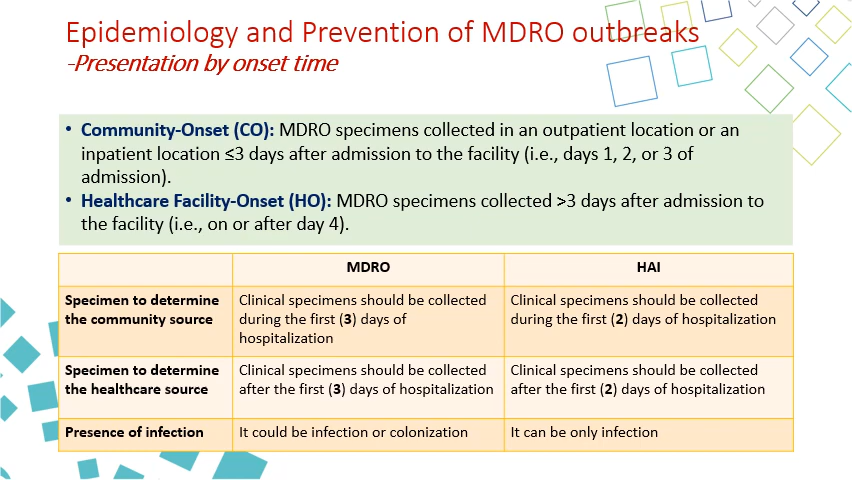 Epidemiology and Prevention of MDRO outbreaks
-Presentation by onset time
• Community-Onset (CO): MDRO specimens collected in an outpatient location or an
inpatient location ≤3 days after admission to the facility (i.e., days 1, 2, or 3 of
admission).
• Healthcare Facility-Onset (HO): MDRO specimens collected >3 days after admission to
the facility (i.e., on or after day 4).
MDRO
HAI
Specimen to determine
the community source
Clinical specimens should be collected
during the first (3) days of
hospitalization
Clinical specimens should be collected
during the first (2) days of hospitalization
Specimen to determine
the healthcare source
Clinical specimens should be collected
after the first (3) days of hospitalization
Clinical specimens should be collected
after the first (2) days of hospitalization
Presence of infection
It could be infection or colonization
It can be only infection